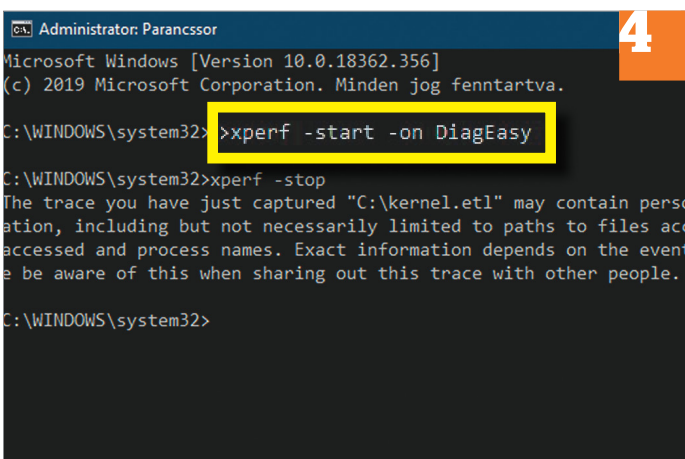 Administrator: Parancssor
4
Microsoft Windows [Version 10.0.18362.356]
(c) 2019 Microsoft Corporation. Minden jog fenntartva.
C:\WINDOWS\system32> >xperf -start -on DiagEasy
C:\WINDOWS\system32>xperf -stop
The trace you have just captured "C:\kernel.etl" may contain
ation, including but not necessarily limited to paths to files
accessed and process names. Exact information depends on the
e be aware of this when sharing out this trace with other people.
C:\WINDOWS\system32>